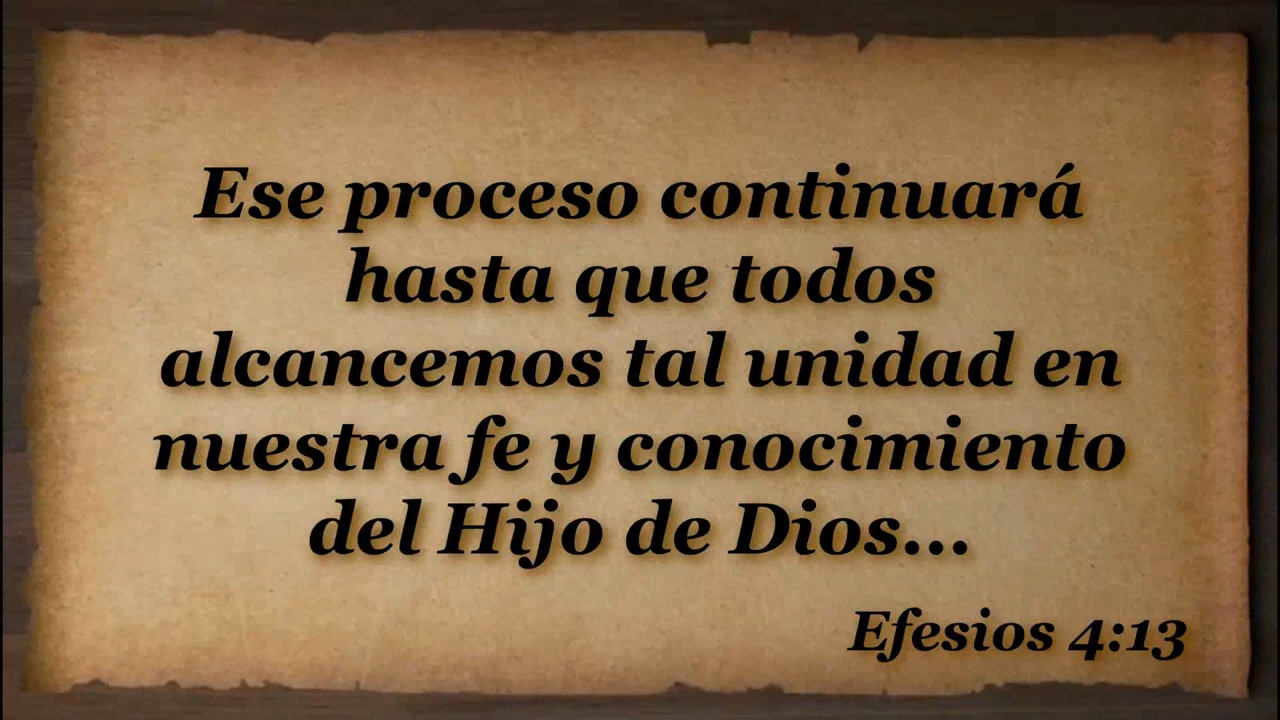 Ese proceso continuará
hasta que todos
alcancemos tal unidad en
nuestra fe y conocimiento
del Hijo de Dios...
Efesios 4:13